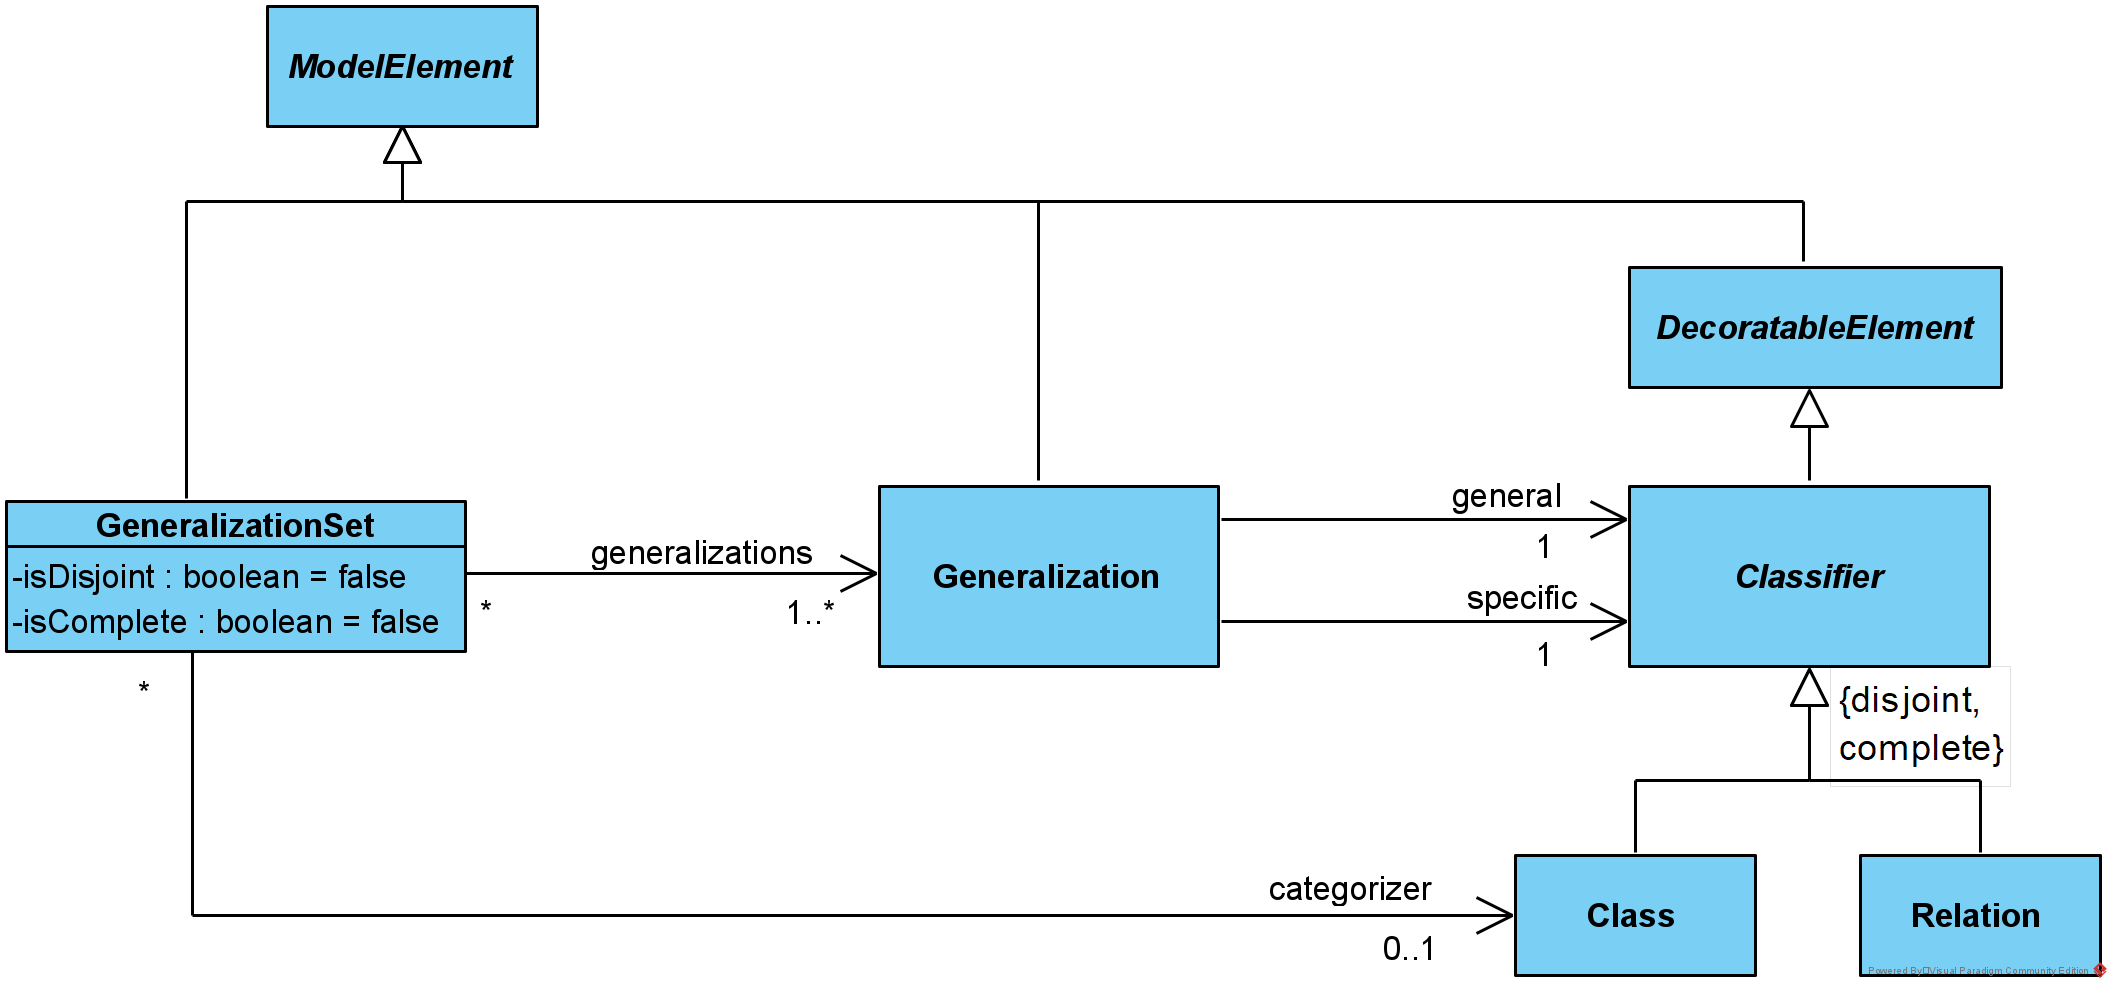 ModelElement
DecoratableElement
GeneralizationSet
-isDisjoint : boolean = false
-isComplete : boolean = false
generalizations
*
1..*
Generalization
general
1
specific
1
Classifier
{disjoint,
complete}
*
categorizer
0..1
Class
Relation
Powered By Visual Paradigm Community Edition